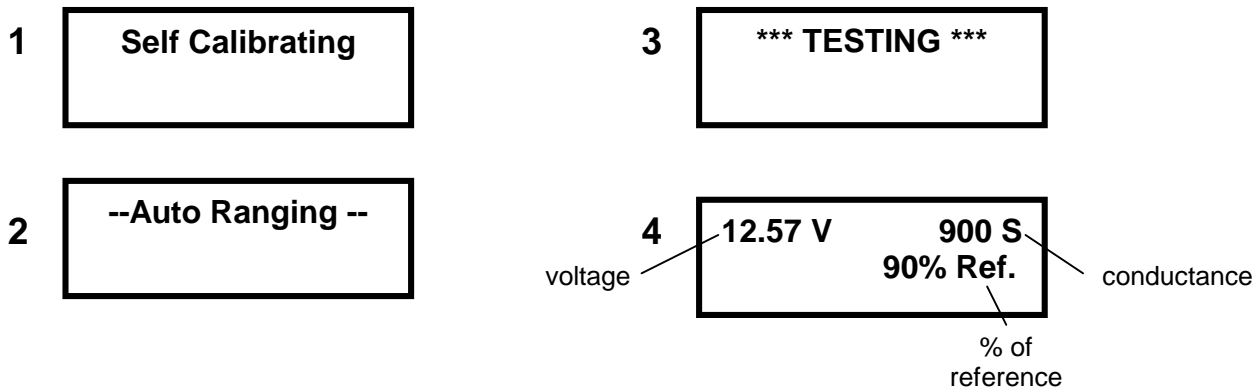 1
Self Calibrating
2
--Auto Ranging --
3
*** TESTING ***
4
12.57 V 900 S
90% Ref.
voltage
conductance
% of
reference